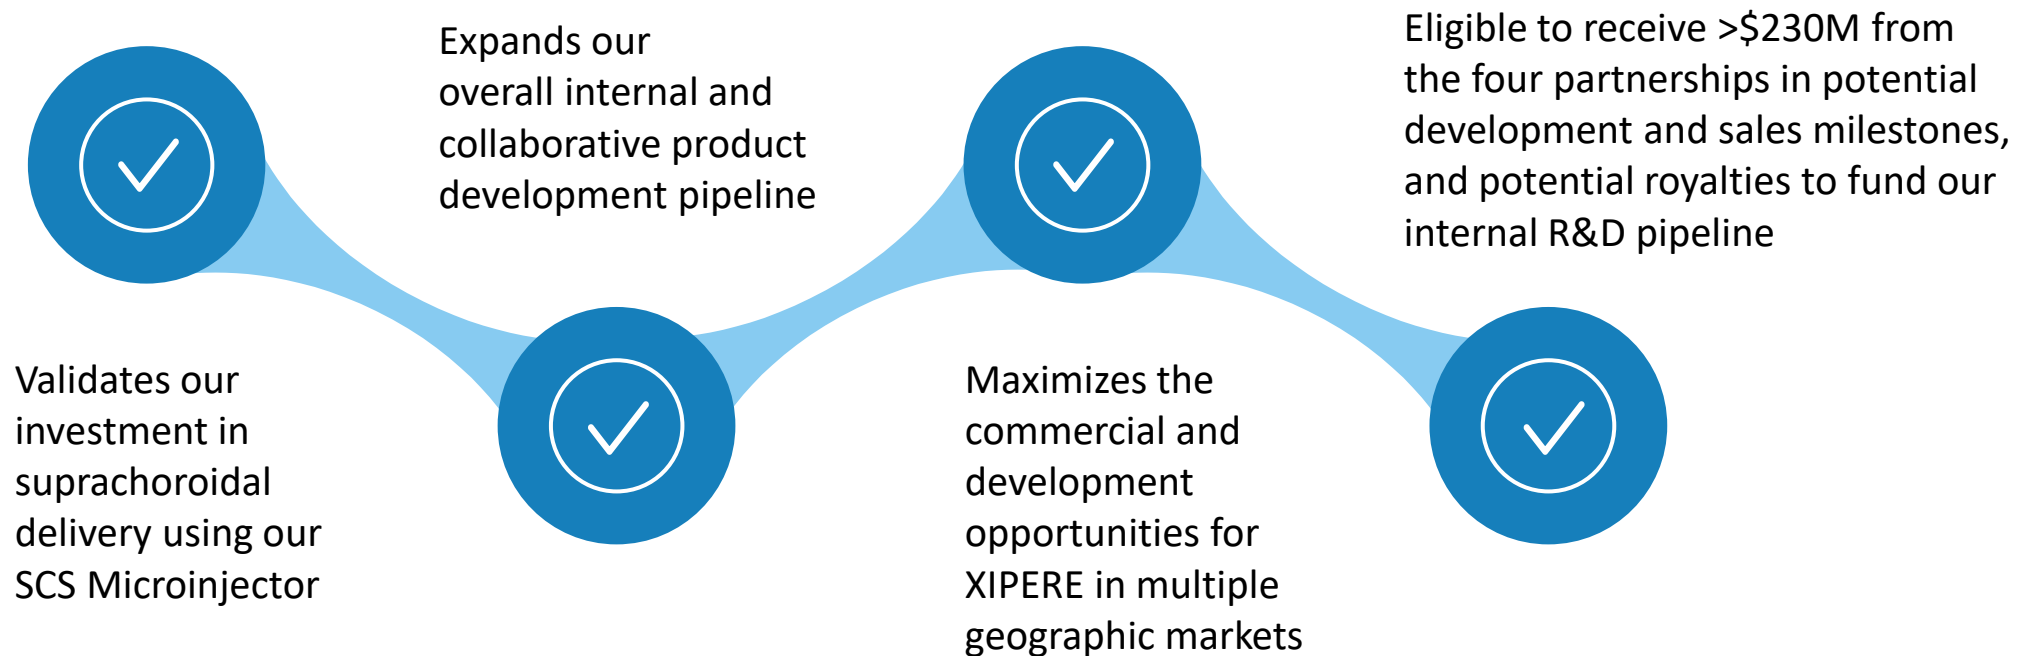 Validates our
investment in
suprachoroidal
delivery using our
SCS Microinjector
Expands our
overall internal and
collaborative product
development pipeline
Maximizes the
commercial and
development
opportunities for
XIPERE in multiple
geographic markets
Eligible to receive >$230M from
the four partnerships in potential
development and sales milestones,
and potential royalties to fund our
internal R&D pipeline